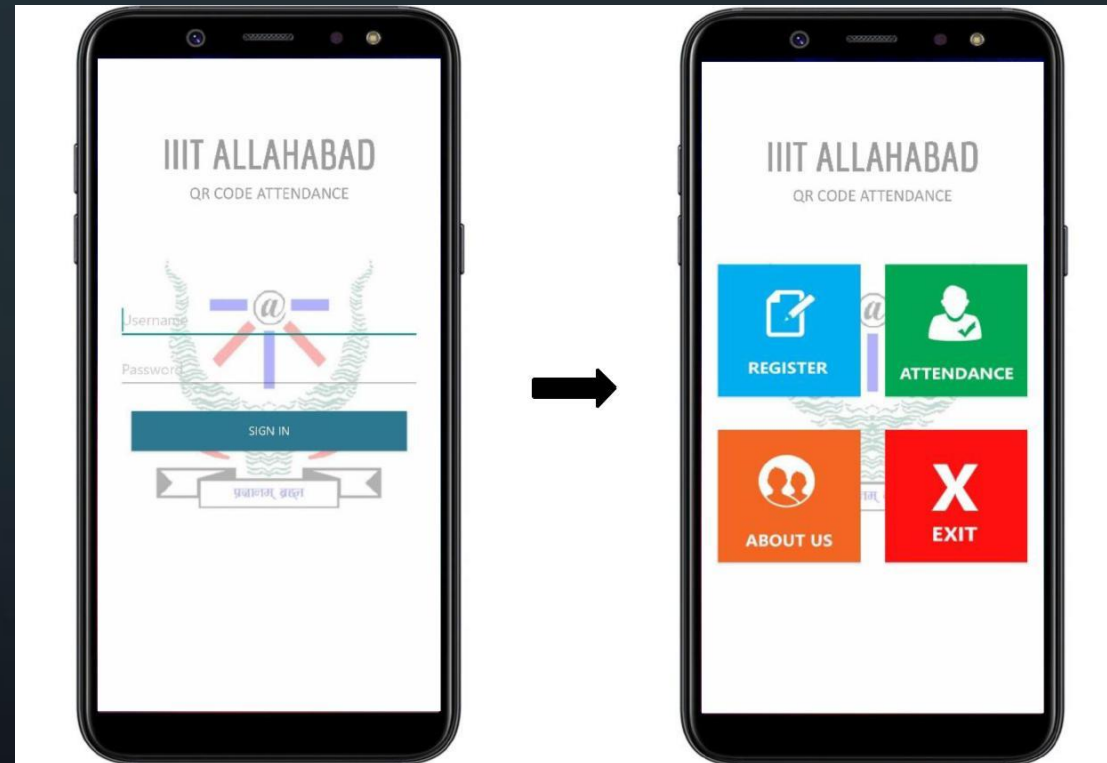 IIIT ALLAHABAD
QR CODE ATTENDANCE
@
Username
Password
SIGN IN
प्रज्ञानम् ब्रह्म
IIIT ALLAHABAD
QR CODE ATTENDANCE
REGISTER
@
ATTENDANCE
ABOUT US
X
EXIT